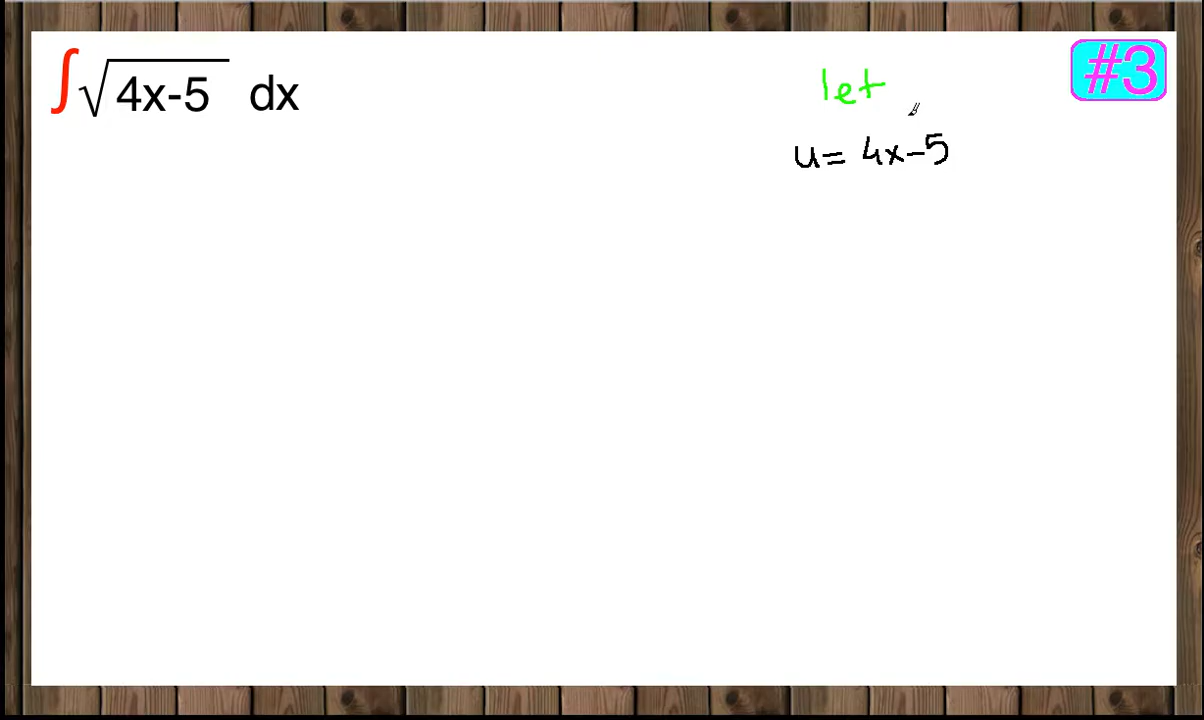 ∫√4x-5 dx
let
u= 4x-5
#3